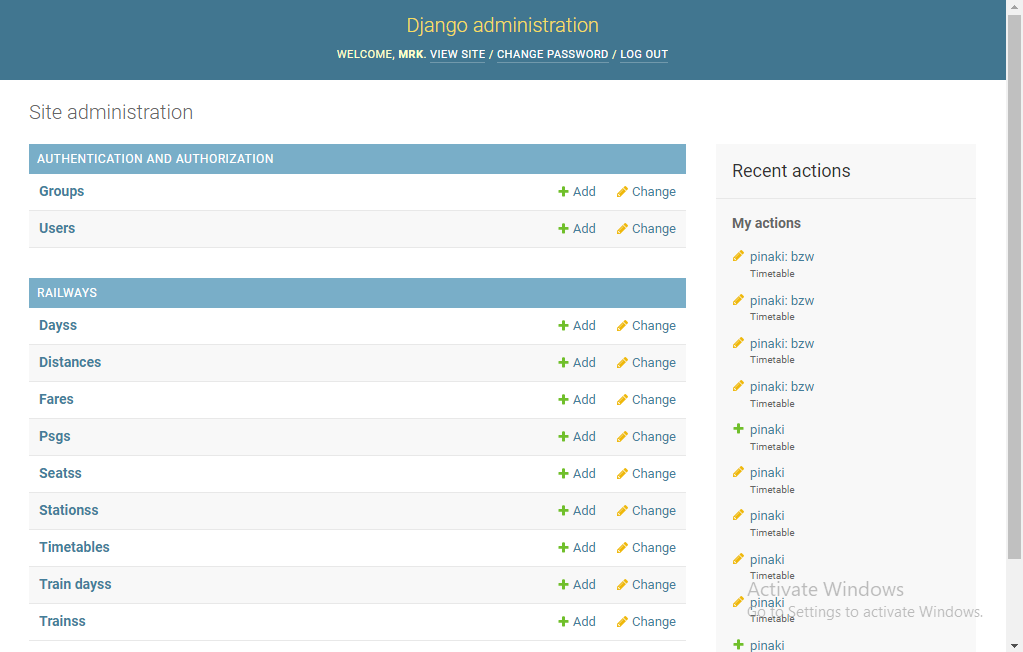 Django administration
WELCOME, MRK. VIEW SITE / CHANGE PASSWORD / LOG OUT
Site administration
AUTHENTICATION AND AUTHORIZATION
Groups Add Change
Users Add Change
RAILWAYS
Dayss Add Change
Distances Add Change
Fares Add Change
Psgs Add Change
Seatss Add Change
Stationss Add Change
Timetables Add Change
Train dayss Add Change
Trainss Add Change
Recent actions
My actions
pinaki: bzw
Timetable
pinaki: bzw
Timetable
pinaki: bzw
Timetable
pinaki: bzw
Timetable
pinaki
Timetable
pinaki
Timetable
pinaki
Timetable
pinaki
Timetable
Activate Windows
pinaki
Go to Settings to activate Windows.
Timetable
pinaki